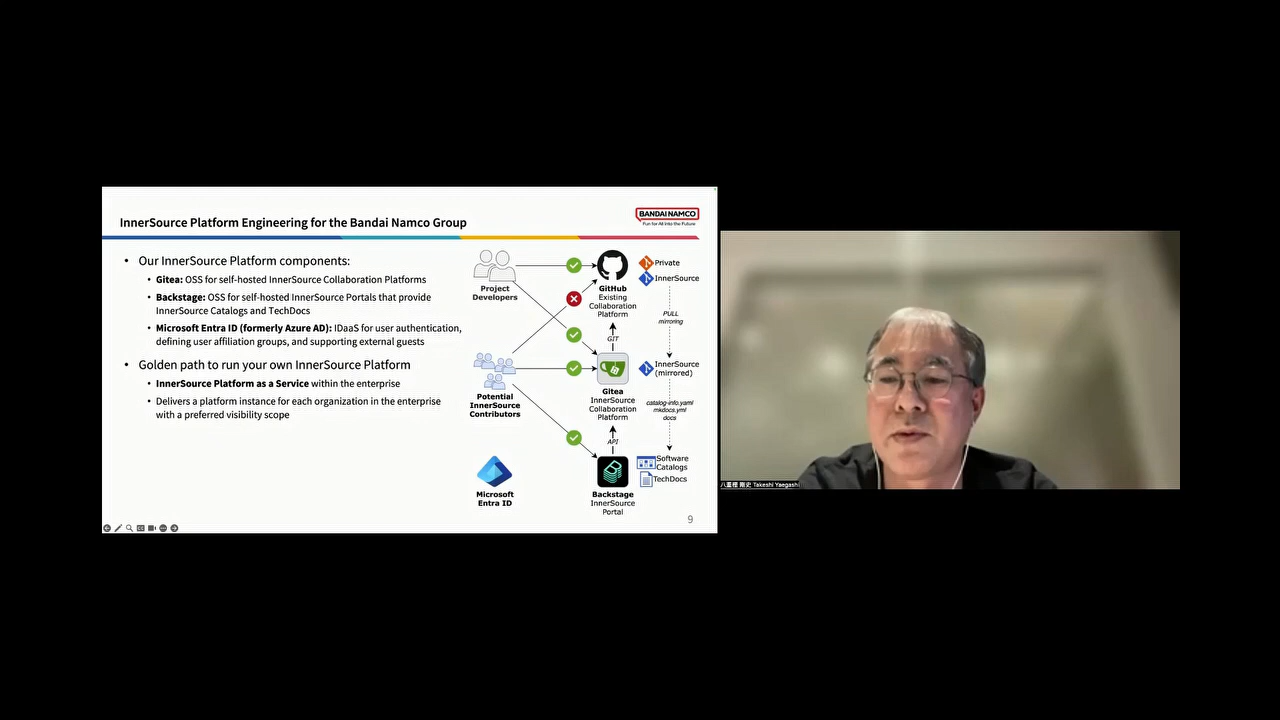 InnerSource Platform Engineering for the Bandai Namco Group
BANDAI NAMCO
Fun for All into the Future
• Our InnerSource Platform components:
• Gitea: OSS for self-hosted InnerSource Collaboration Platforms
• Backstage: OSS for self-hosted InnerSource Portals that provide
InnerSource Catalogs and TechDocs
• Microsoft Entra ID (formerly Azure AD): IDaaS for user authentication,
defining user affiliation groups, and supporting external guests
• Golden path to run your own InnerSource Platform
• InnerSource Platform as a Service within the enterprise
• Delivers a platform instance for each organization in the enterprise
with a preferred visibility scope
Project
Developers
GitHub
Existing
Collaboration
Platform
Private
InnerSource
PULL
mirroring
GIT
Potential
InnerSource
Contributors
Gitea
InnerSource
Collaboration
Platform
InnerSource
(mirrored)
catalog-info.yaml
mkdocs.yml
docs
API
Microsoft
Entra ID
Backstage
InnerSource
Portal
Software
Catalogs
TechDocs
9
八重樫 剛史 Takeshi Yaegashi